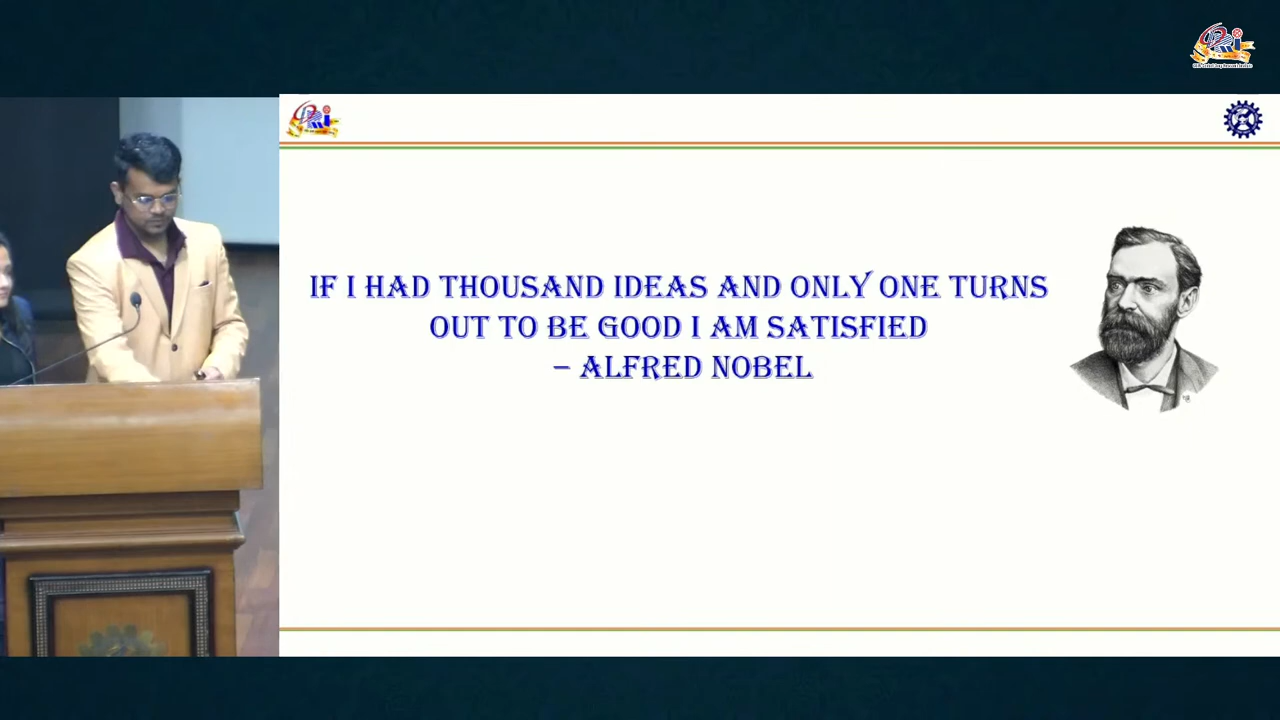 IF I HAD THOUSAND IDEAS AND ONLY ONE TURNS
OUT TO BE GOOD I AM SATISFIED
– ALFRED NOBEL